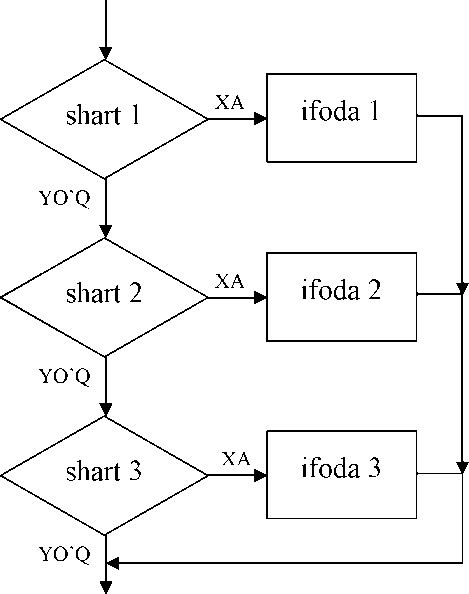 shart 1
XA
ifoda 1
YO`Q
shart 2
XA
ifoda 2
YO`Q
shart 3
XA
ifoda 3
YO`Q